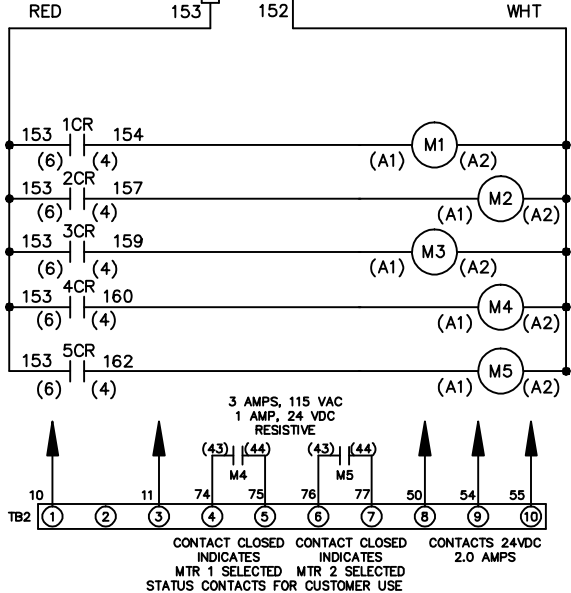 RED 153 152 WHT
1CR
153 154 M1
(6) (4) (A1) (A2)
2CR
153 157 M2
(6) (4) (A1) (A2)
3CR
153 159 M3
(6) (4) (A1) (A2)
4CR
153 160 M4
(6) (4) (A1) (A2)
5CR
153 162 M5
(6) (4) (A1) (A2)
3 AMPS, 115 VAC
1 AMP, 24 VDC
RESISTIVE
(43) (44) (43) (44)
M4 M5
10 11 74 75 76 77 50 54 55
TB2 1 2 3 4 5 6 7 8 9 10
CONTACT CLOSED
INDICATES
MTR 1 SELECTED
CONTACT CLOSED
INDICATES
MTR 2 SELECTED
CONTACTS 24VDC
2.0 AMPS
STATUS CONTACTS FOR CUSTOMER USE